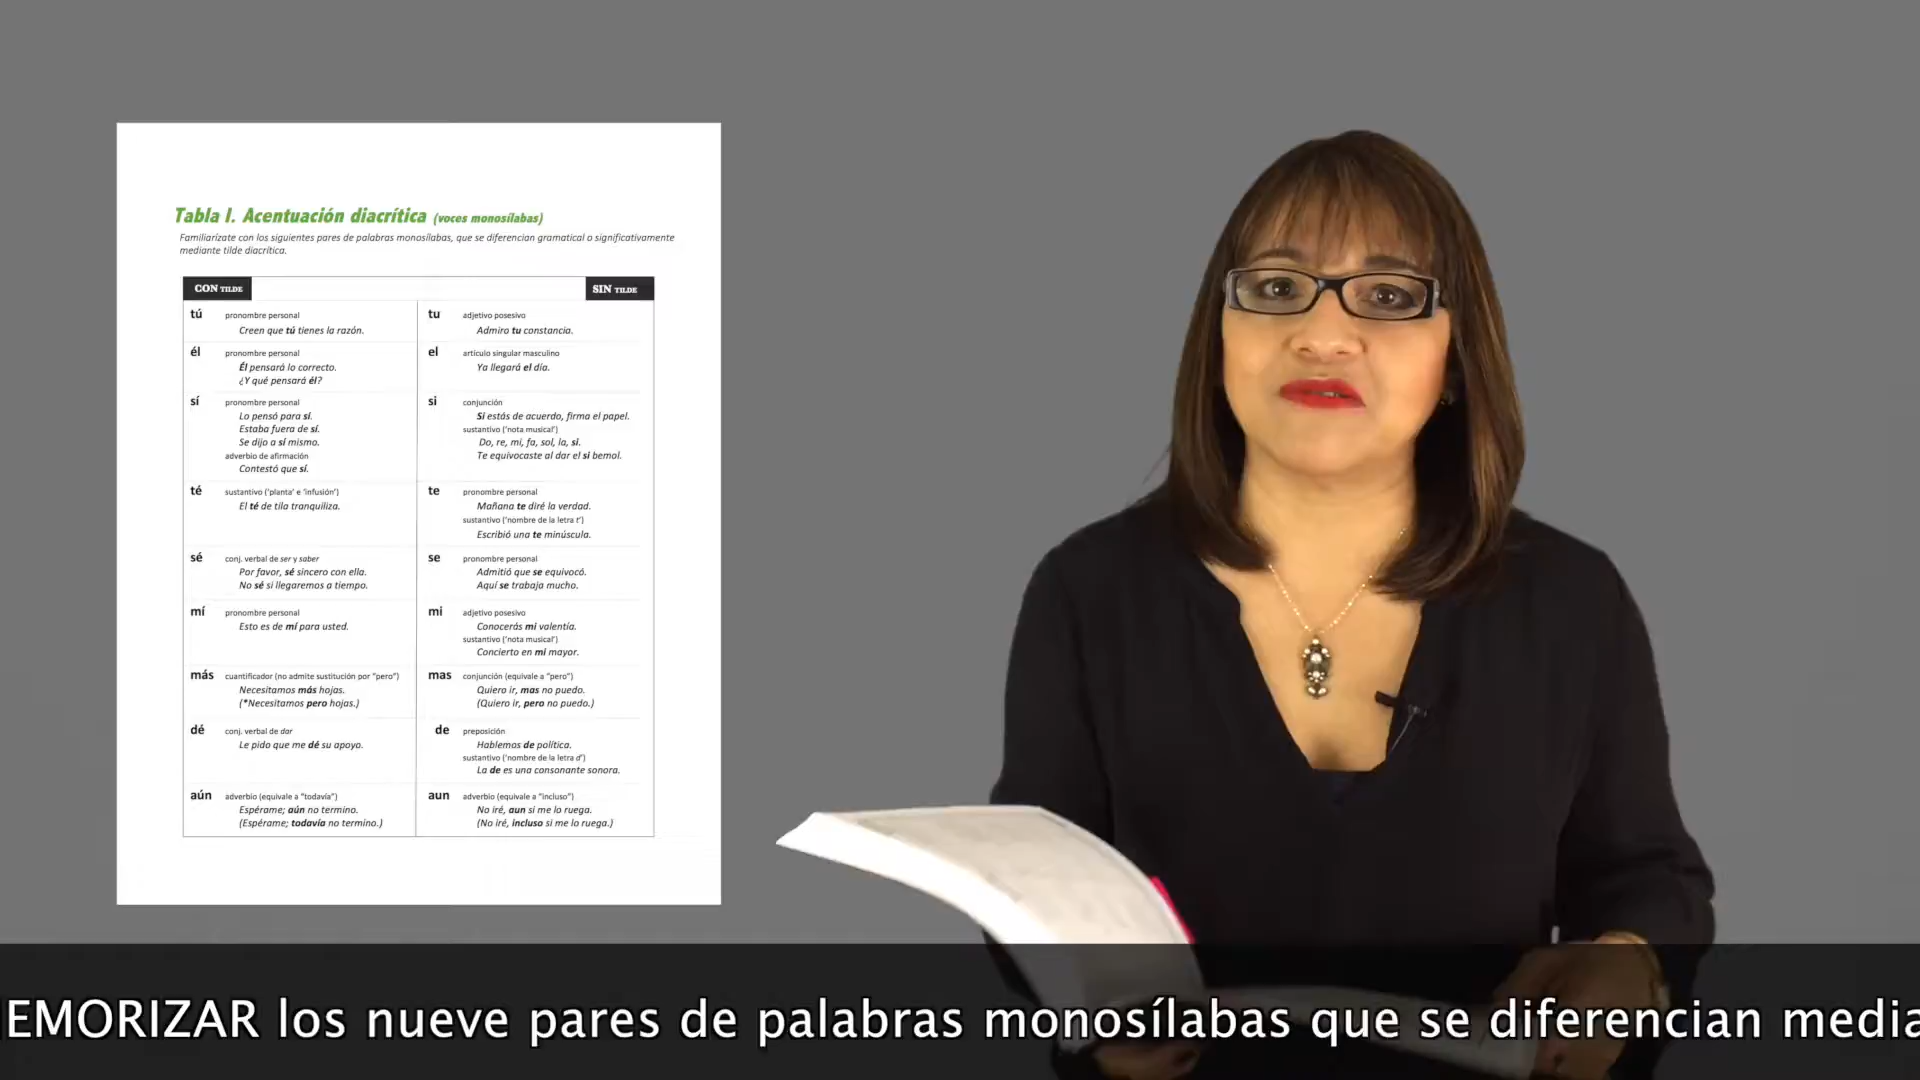 Tabla I. Acentuación diacrítica (voces monosílabas)
Familiarízate con los siguientes pares de palabras monosílabas, que se diferencian gramatical o significativamente
mediante tilde diacrítica.
CON TILDE
SIN TILDE
tú pronombre personal
Creen que tú tienes la razón.
tu adjetivo posesivo
Admiro tu constancia.
él pronombre personal
Él pensará lo correcto.
¿Y qué pensará él?
el artículo singular masculino
Ya llegará el día.
sí pronombre personal
Lo pensó para sí.
Estaba fuera de sí.
Se dijo a sí mismo.
adverbio de afirmación
Contestó que sí.
si conjunción
Si estás de acuerdo, firma el papel.
sustantivo ('nota musical')
Do, re, mi, fa, sol, la, si.
Te equivocaste al dar el si bemol.
té sustantivo ('planta' e 'infusión')
El té de tila tranquiliza.
te pronombre personal
Mañana te diré la verdad.
sustantivo ('nombre de la letra t')
Escribió una te minúscula.
sé conj. verbal de ser y saber
Por favor, sé sincero con ella.
No sé si llegaremos a tiempo.
se pronombre personal
Admitió que se equivocó.
Aquí se trabaja mucho.
mí pronombre personal
Esto es de mí para usted.
mi adjetivo posesivo
Conocerás mi valentía.
sustantivo ('nota musical')
Concierto en mi mayor.
más cuantificador (no admite sustitución por "pero")
Necesitamos más hojas.
(*Necesitamos pero hojas.)
mas conjunción (equivale a "pero")
Quiero ir, mas no puedo.
(Quiero ir, pero no puedo.)
dé conj. verbal de dar
Le pido que me dé su apoyo.
de preposición
Hablemos de política.
sustantivo ('nombre de la letra d')
La de es una consonante sonora.
aún adverbio (equivale a "todavía")
Espérame; aún no termino.
(Espérame; todavía no termino.)
aun adverbio (equivale a "incluso")
No iré, aun si me lo ruega.
(No iré, incluso si me lo ruega.)
EMORIZAR los nueve pares de palabras monosílabas que se diferencian media